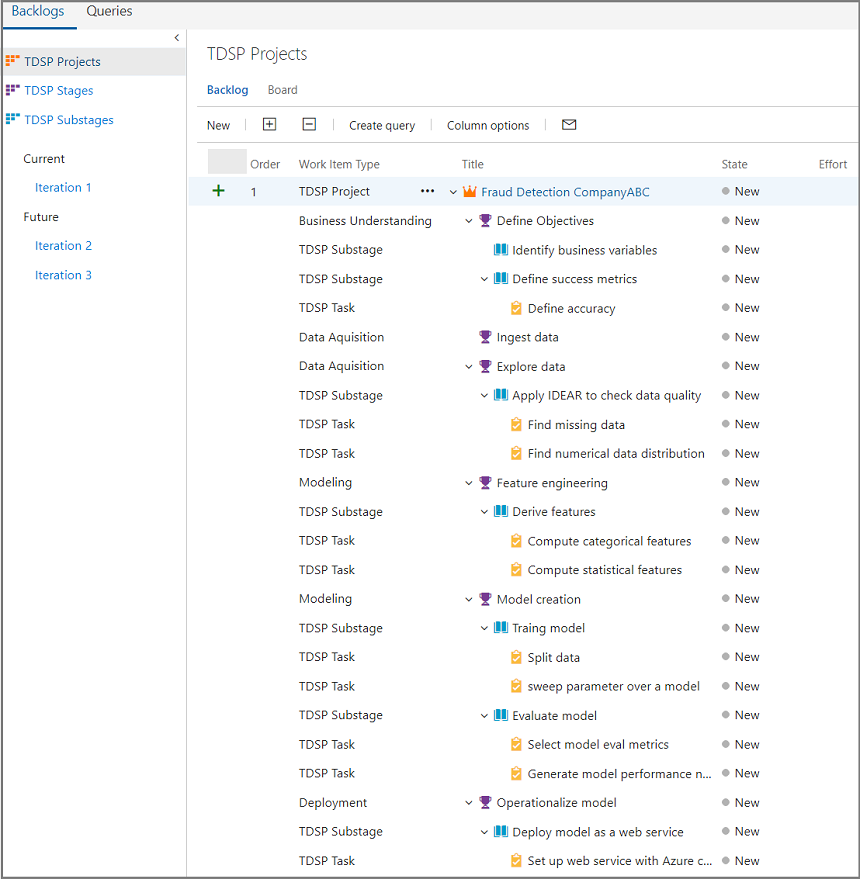 Backlogs Queries
TDSP Projects
TDSP Stages
TDSP Substages
Current
Iteration 1
Future
Iteration 2
Iteration 3
TDSP Projects
Backlog Board
New Create query Column options
Order Work Item Type Title State Effort
1 TDSP Project ••• Fraud Detection CompanyABC New
Business Understanding Define Objectives New
TDSP Substage Identify business variables New
TDSP Substage Define success metrics New
TDSP Task Define accuracy New
Data Aquisition Ingest data New
Data Aquisition Explore data New
TDSP Substage Apply IDEAR to check data quality New
TDSP Task Find missing data New
TDSP Task Find numerical data distribution New
Modeling Feature engineering New
TDSP Substage Derive features New
TDSP Task Compute categorical features New
TDSP Task Compute statistical features New
Modeling Model creation New
TDSP Substage Traing model New
TDSP Task Split data New
TDSP Task sweep parameter over a model New
TDSP Substage Evaluate model New
TDSP Task Select model eval metrics New
TDSP Task Generate model performance n... New
Deployment Operationalize model New
TDSP Substage Deploy model as a web service New
TDSP Task Set up web service with Azure c... New